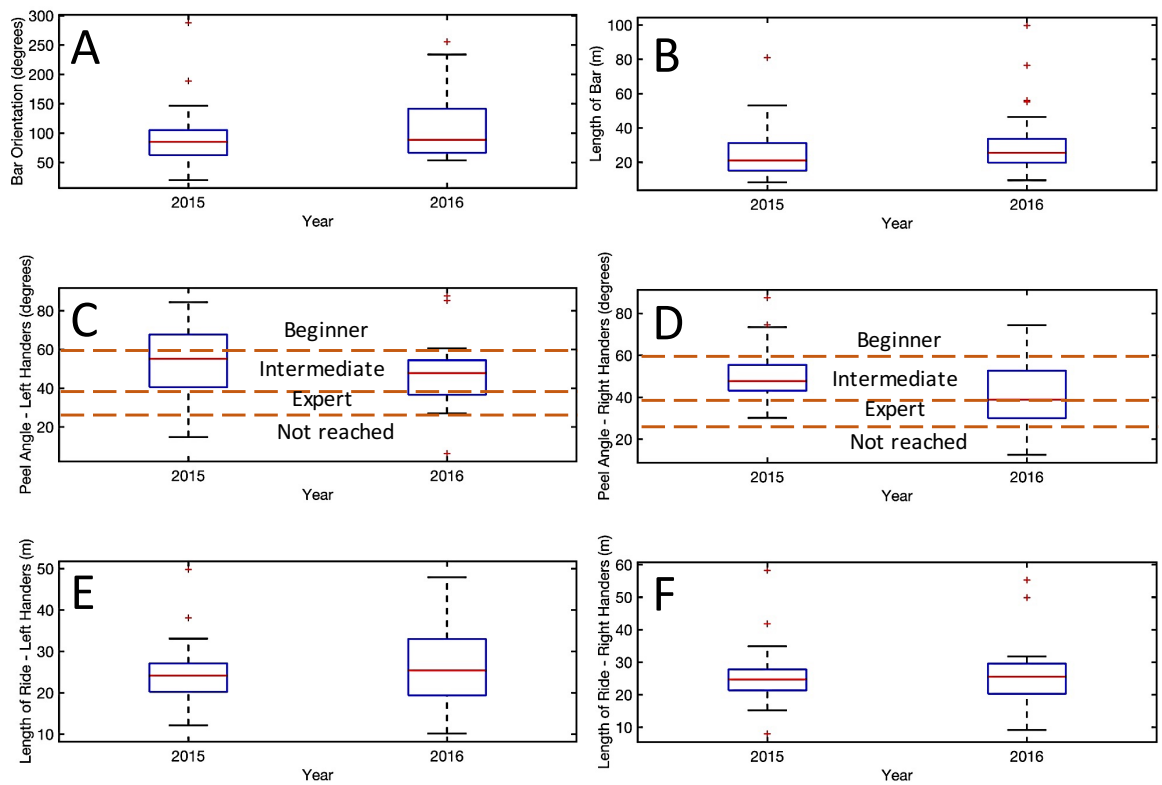 A
Bar Orientation (degrees)
300
250
200
150
100
50
2015
2016
Year
B
Length of Bar (m)
100
80
60
40
20
2015
2016
Year
C
Peel Angle - Left Handers (degrees)
80
60
40
20
Beginner
Intermediate
Expert
Not reached
2015
2016
Year
D
Peel Angle - Right Handers (degrees)
80
60
40
20
Beginner
Intermediate
Expert
Not reached
2015
2016
Year
E
Length of Ride - Left Handers (m)
50
40
30
20
10
2015
2016
Year
F
Length of Ride - Right Handers (m)
60
50
40
30
20
10
2015
2016
Year